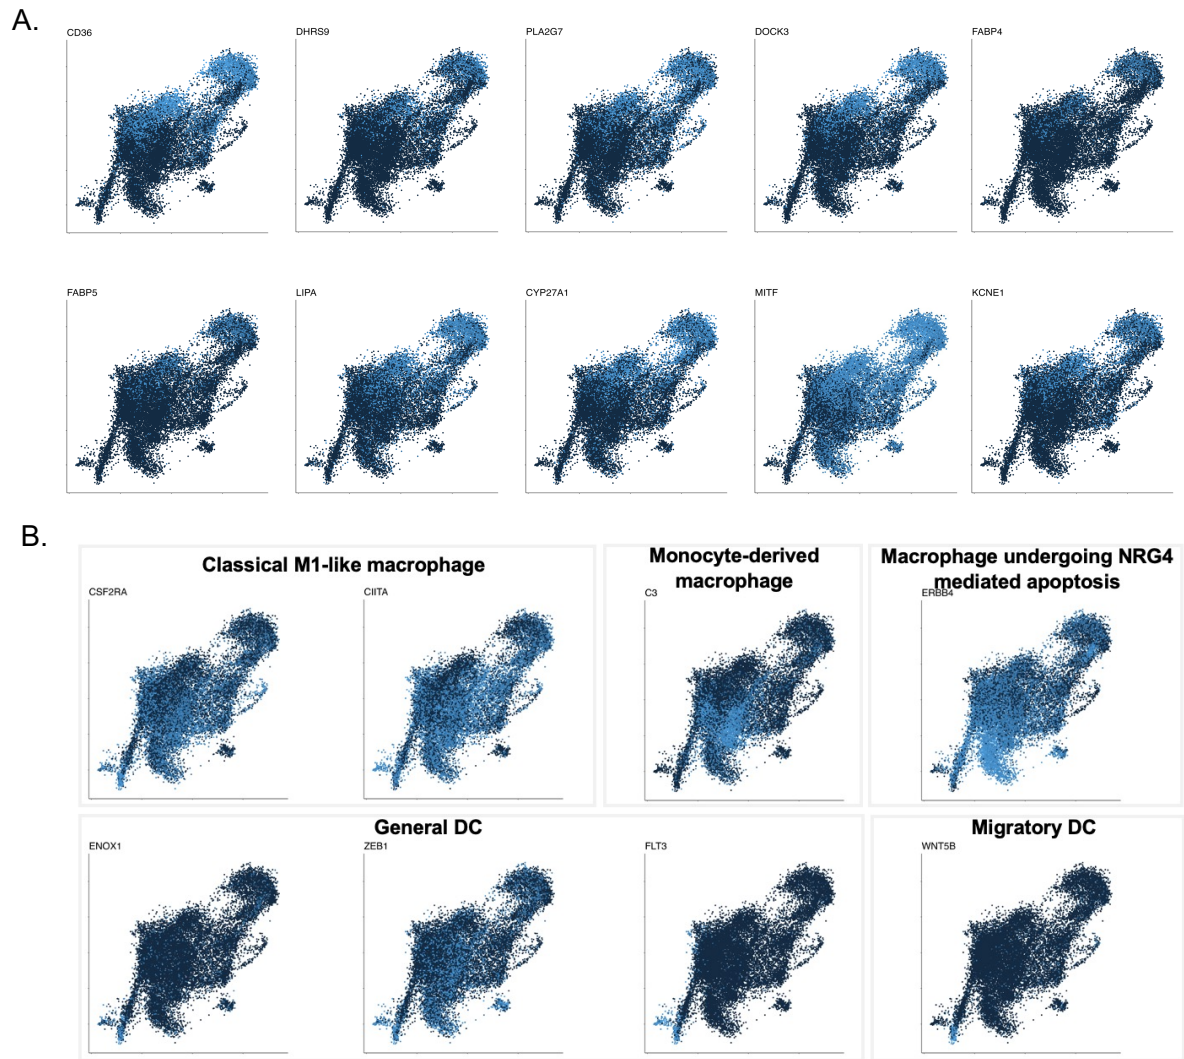 A.
CD36
DHRS9
PLA2G7
DOCK3
FABP4
FABP5
LIPA
CYP27A1
MITF
KCNE1
B.
Classical M1-like macrophage
CSF2RA
CIITA
Monocyte-derived
macrophage
C3
Macrophage undergoing NRG4
mediated apoptosis
ERBB4
General DC
ENOX1
ZEB1
FLT3
Migratory DC
WNT5B